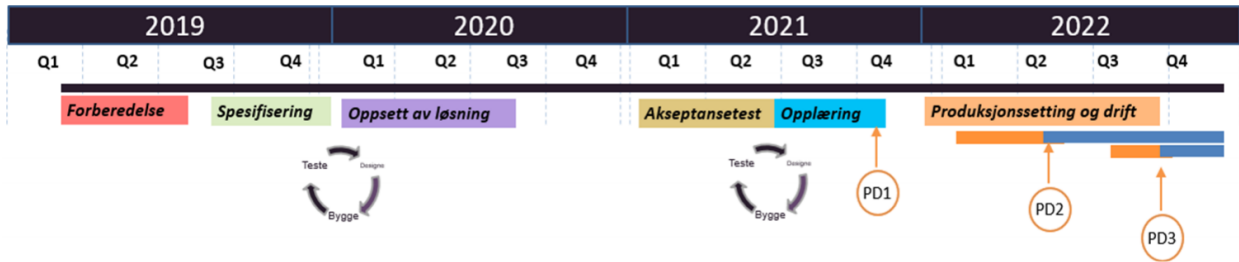 2019 2020 2021 2022
Q1 Q2 Q3 Q4 Q1 Q2 Q3 Q4 Q1 Q2 Q3 Q4 Q1 Q2 Q3 Q4
Forberedelse Spesifisering Oppsett av løsning Akseptansetest Opplæring Produksjonssetting og drift
Teste Designe
Bygge
Teste Designe
Bygge
PD1
PD2
PD3